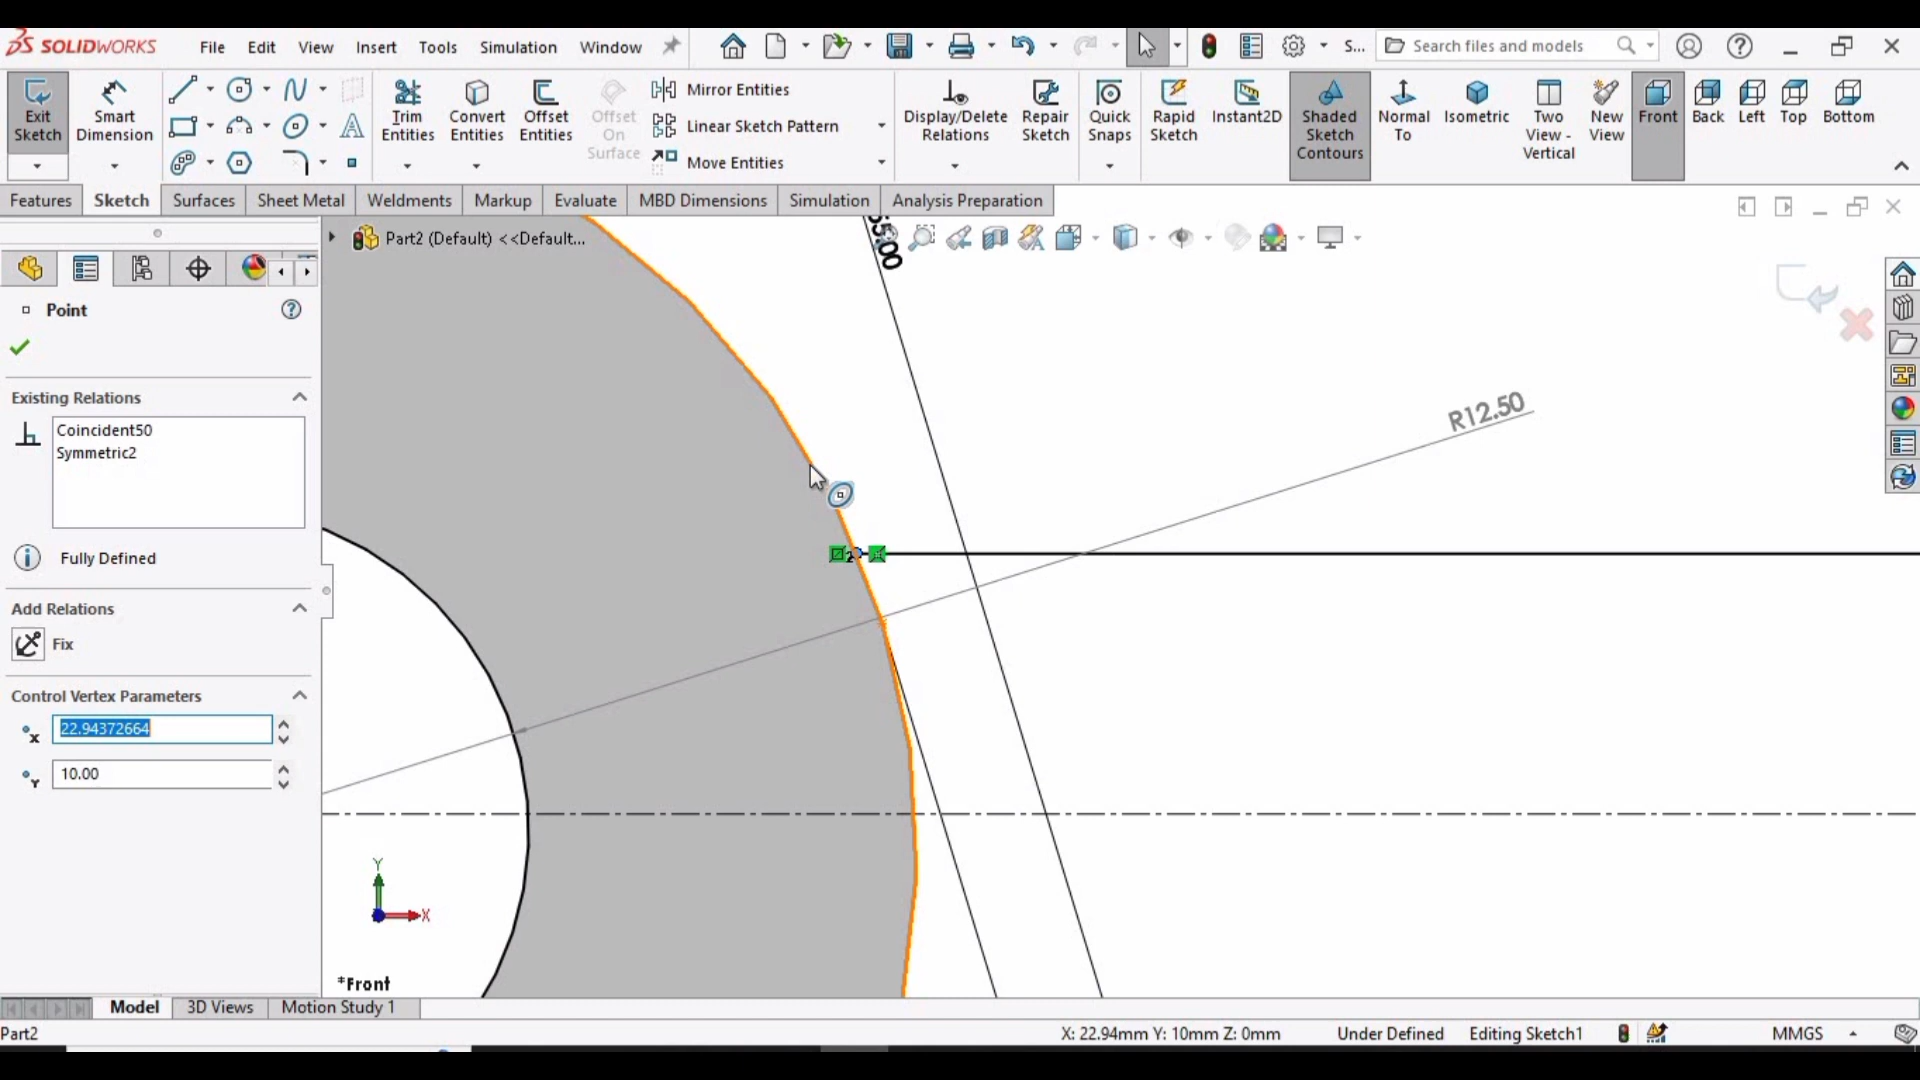 SOLIDWORKS File Edit View Insert Tools Simulation Window S... Search files and models
Exit Sketch
Smart Dimension
Trim Entities
Convert Entities
Offset Entities
Offset On Surface
Mirror Entities
Linear Sketch Pattern
Move Entities
Display/Delete Relations
Repair Sketch
Quick Snaps
Rapid Sketch
Instant2D
Shaded Sketch Contours
Normal To
Isometric
Two View - Vertical
New View
Front
Back
Left
Top
Bottom
Features Sketch Surfaces Sheet Metal Weldments Markup Evaluate MBD Dimensions Simulation Analysis Preparation
Part2 (Default) <<Default...
Point
Existing Relations
Coincident50
Symmetric2
Fully Defined
Add Relations
Fix
Control Vertex Parameters
X 22.94372664
Y 10.00
R12.50
2
Y
X
*Front
Model 3D Views Motion Study 1
Part2 X: 22.94mm Y: 10mm Z: 0mm Under Defined Editing Sketch1 MMGS